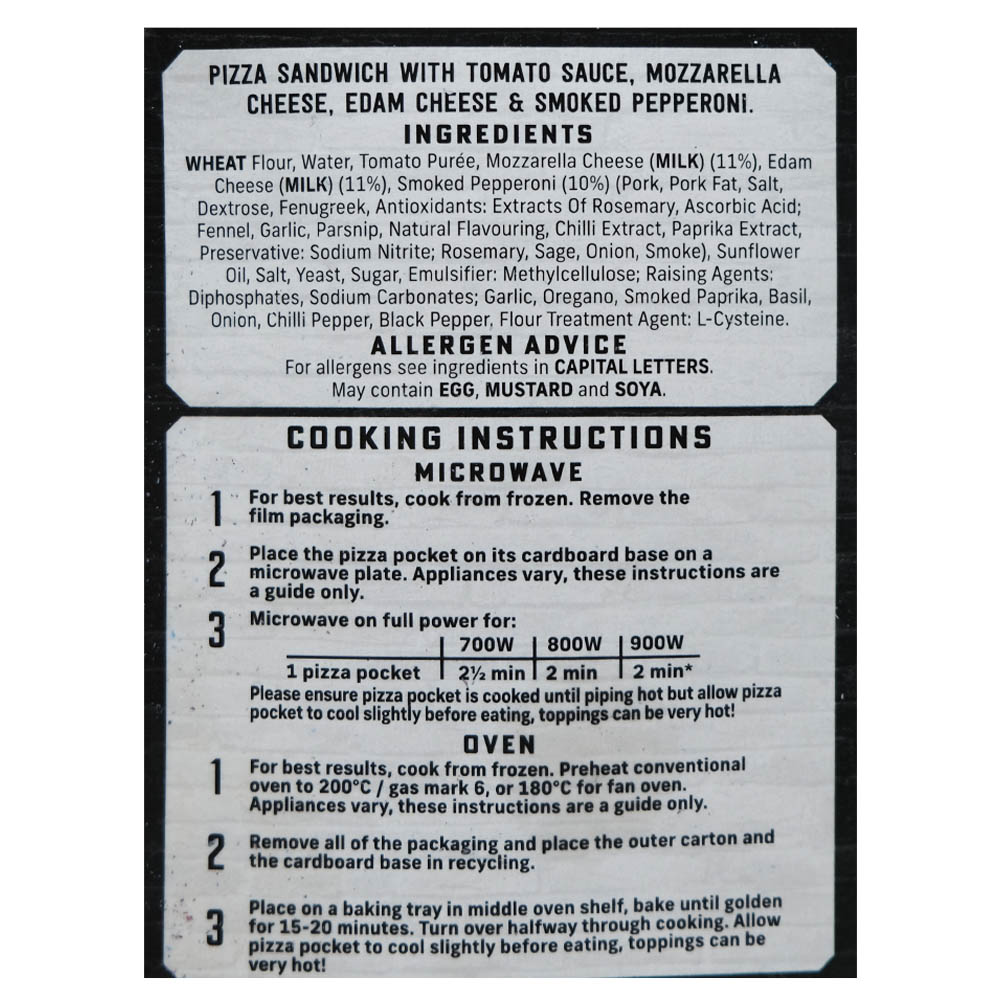 PIZZA SANDWICH WITH TOMATO SAUCE, MOZZARELLA
CHEESE, EDAM CHEESE & SMOKED PEPPERONI.
INGREDIENTS
WHEAT Flour, Water, Tomato Purée, Mozzarella Cheese (MILK) (11%), Edam
Cheese (MILK) (11%), Smoked Pepperoni (10%) (Pork, Pork Fat, Salt,
Dextrose, Fenugreek, Antioxidants: Extracts Of Rosemary, Ascorbic Acid;
Fennel, Garlic, Parsnip, Natural Flavouring, Chilli Extract, Paprika Extract,
Preservative: Sodium Nitrite; Rosemary, Sage, Onion, Smoke), Sunflower
Oil, Salt, Yeast, Sugar, Emulsifier: Methylcellulose; Raising Agents:
Diphosphates, Sodium Carbonates; Garlic, Oregano, Smoked Paprika, Basil,
Onion, Chilli Pepper, Black Pepper, Flour Treatment Agent: L-Cysteine.
ALLERGEN ADVICE
For allergens see ingredients in CAPITAL LETTERS.
May contain EGG, MUSTARD and SOYA.
COOKING INSTRUCTIONS
MICROWAVE
1 For best results, cook from frozen. Remove the
film packaging.
2 Place the pizza pocket on its cardboard base on a
microwave plate. Appliances vary, these instructions are
a guide only.
3 Microwave on full power for:
700W 800W 900W
1 pizza pocket 2½ min 2 min 2 min*
Please ensure pizza pocket is cooked until piping hot but allow pizza
pocket to cool slightly before eating, toppings can be very hot!
OVEN
1 For best results, cook from frozen. Preheat conventional
oven to 200°C / gas mark 6, or 180°C for fan oven.
Appliances vary, these instructions are a guide only.
2 Remove all of the packaging and place the outer carton and
the cardboard base in recycling.
3 Place on a baking tray in middle oven shelf, bake until golden
for 15-20 minutes. Turn over halfway through cooking. Allow
pizza pocket to cool slightly before eating, toppings can be
very hot!